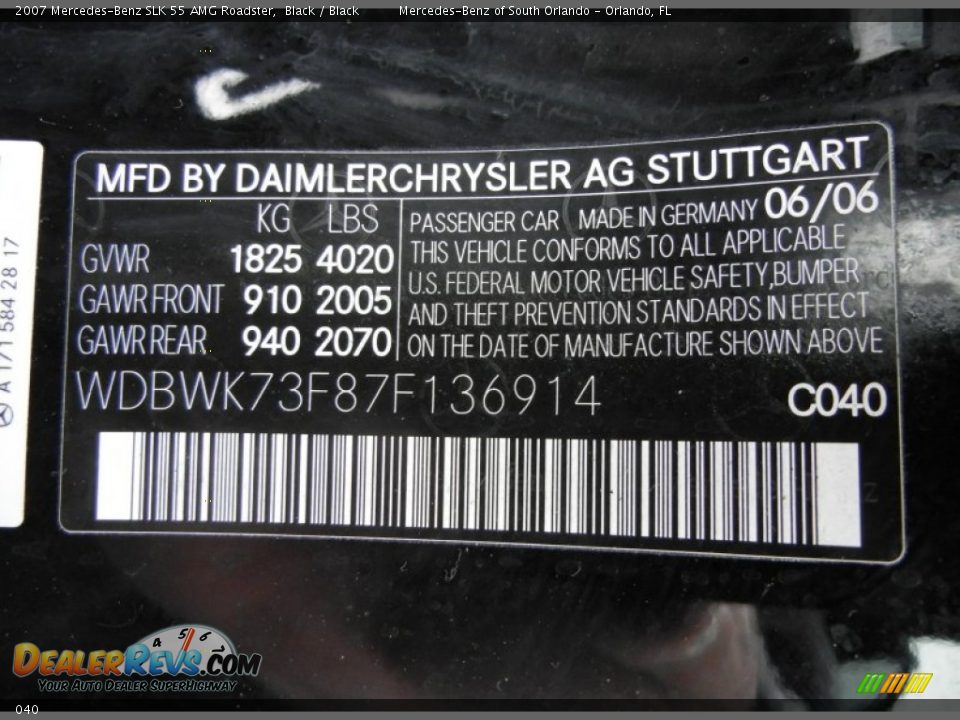 2007 Mercedes-Benz SLK 55 AMG Roadster, Black / Black Mercedes-Benz of South Orlando - Orlando, FL
A 171 584 28 17
MFD BY DAIMLERCHRYSLER AG STUTTGART
KG LBS
GVWR 1825 4020
GAWR FRONT 910 2005
GAWR REAR 940 2070
PASSENGER CAR MADE IN GERMANY 06/06
THIS VEHICLE CONFORMS TO ALL APPLICABLE
U.S. FEDERAL MOTOR VEHICLE SAFETY,BUMPER
AND THEFT PREVENTION STANDARDS IN EFFECT
ON THE DATE OF MANUFACTURE SHOWN ABOVE
WDBWK73F87F136914 C040
4 5 6
DEALERREVS.COM
YOUR AUTO DEALER SUPERHIGHWAY
040